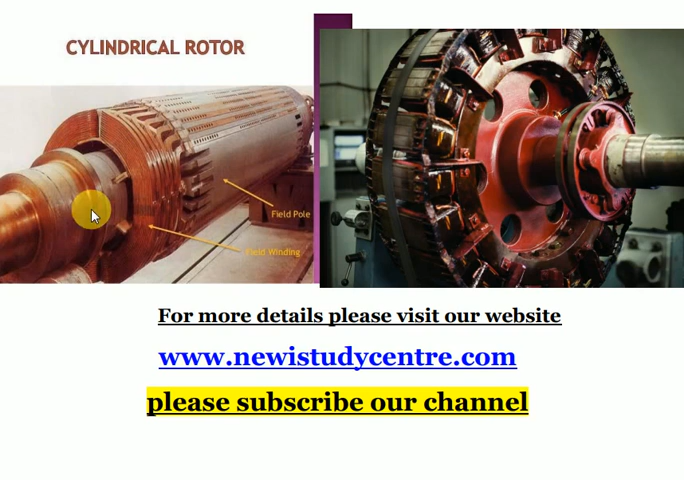 CYLINDRICAL ROTOR
Field Pole
Field Winding
For more details please visit our website
www.newistudycentre.com
please subscribe our channel